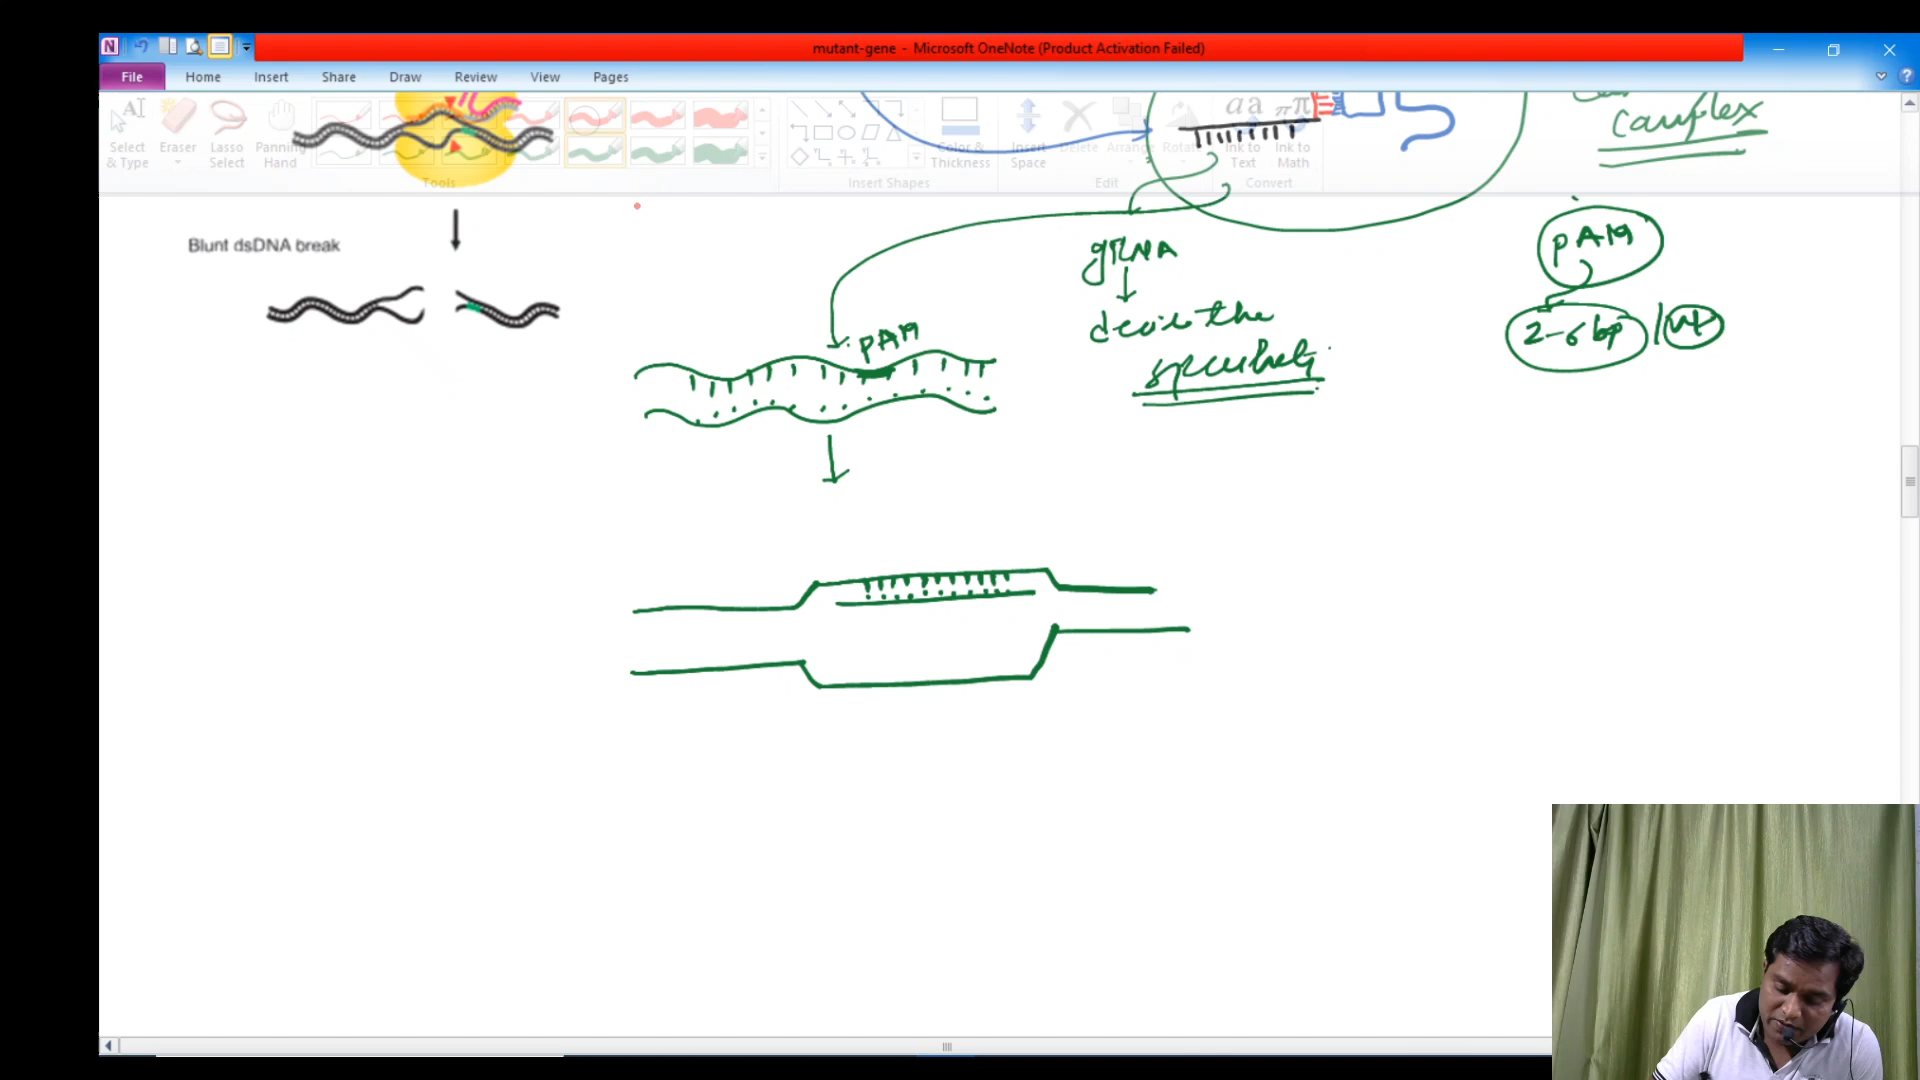 mutant-gene - Microsoft OneNote (Product Activation Failed)
File Home Insert Share Draw Review View Pages
Select & Type
Eraser
Lasso Select
Panning Hand
Tools
Insert Shapes
Color & Thickness
Insert Space
Delete
Arrange
Rotate
Edit
Ink to Text
Ink to Math
Convert
complex
Blunt dsDNA break
gRNA
PAM
2-6 bp
PAM
the